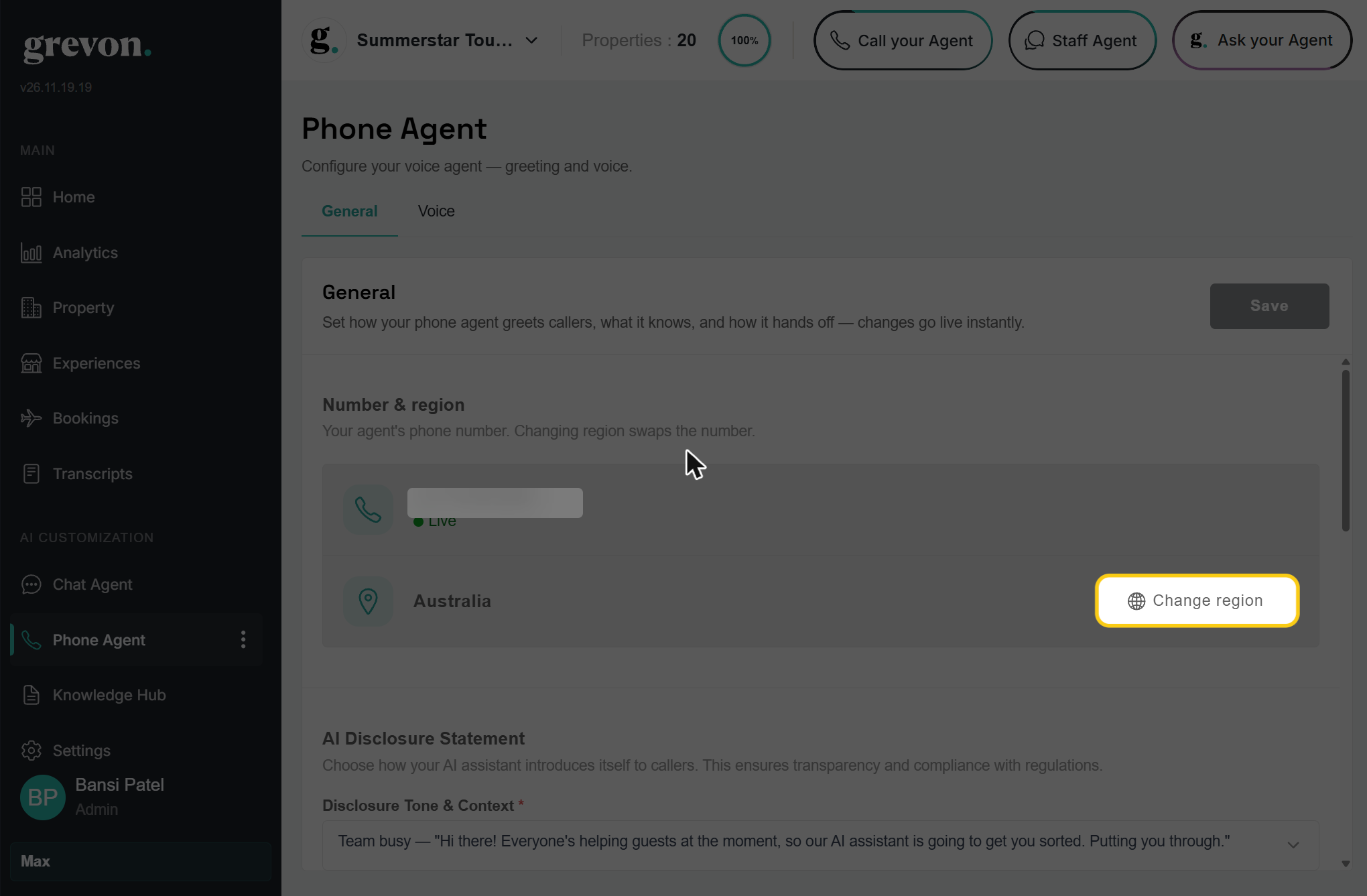 grevon.
v26.11.19.19
MAIN
Home
Analytics
Property
Experiences
Bookings
Transcripts
AI CUSTOMIZATION
Chat Agent
Phone Agent
Knowledge Hub
Settings
BP
Bansi Patel
Admin
Max
g. Summerstar Tou...
Properties : 20
100%
Call your Agent
Staff Agent
g. Ask your Agent
Phone Agent
Configure your voice agent — greeting and voice.
General Voice
General
Set how your phone agent greets callers, what it knows, and how it hands off — changes go live instantly.
Save
Number & region
Your agent's phone number. Changing region swaps the number.
Live
Australia
Change region
AI Disclosure Statement
Choose how your AI assistant introduces itself to callers. This ensures transparency and compliance with regulations.
Disclosure Tone & Context *
Team busy — "Hi there! Everyone's helping guests at the moment, so our AI assistant is going to get you sorted. Putting you through."